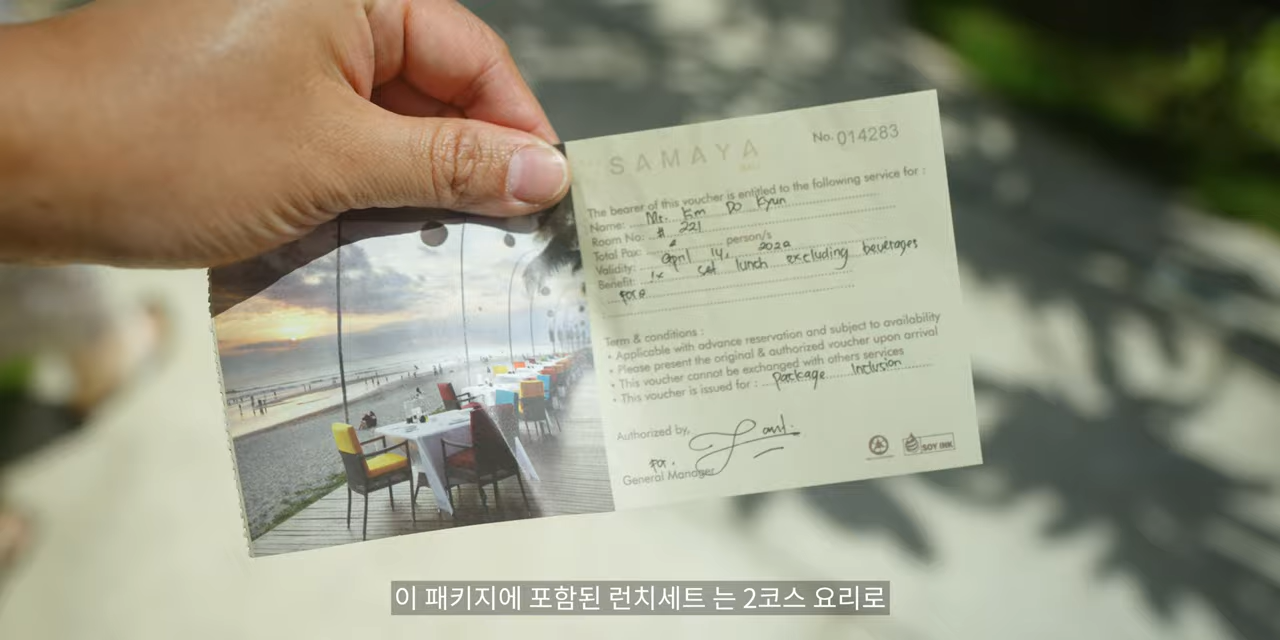 SAMAYA
BALI
No. 014283
The bearer of this voucher is entitled to the following service for :
Name: Mr. Kim Do Kyun
Room No: # 221
Total Pax: 2 person/s
Validity: April 14, 2020
Benefit: 1x set lunch excluding beverages
for 2
Term & conditions :
• Applicable with advance reservation and subject to availability
• Please present the original & authorized voucher upon arrival
• This voucher cannot be exchanged with others services
• This voucher is issued for : Package Inclusion
Authorized by,
for.
General Manager
SOY INK
이 패키지에 포함된 런치세트 는 2코스 요리로